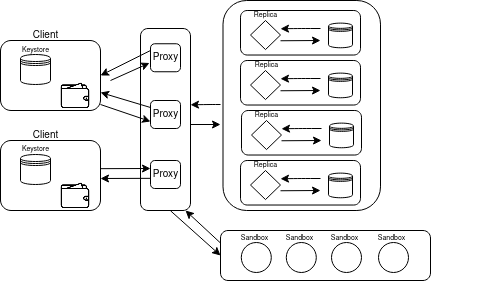 Client
Keystore
Client
Keystore
Proxy
Proxy
Proxy
Replica
Replica
Replica
Replica
Sandbox
Sandbox
Sandbox
Sandbox